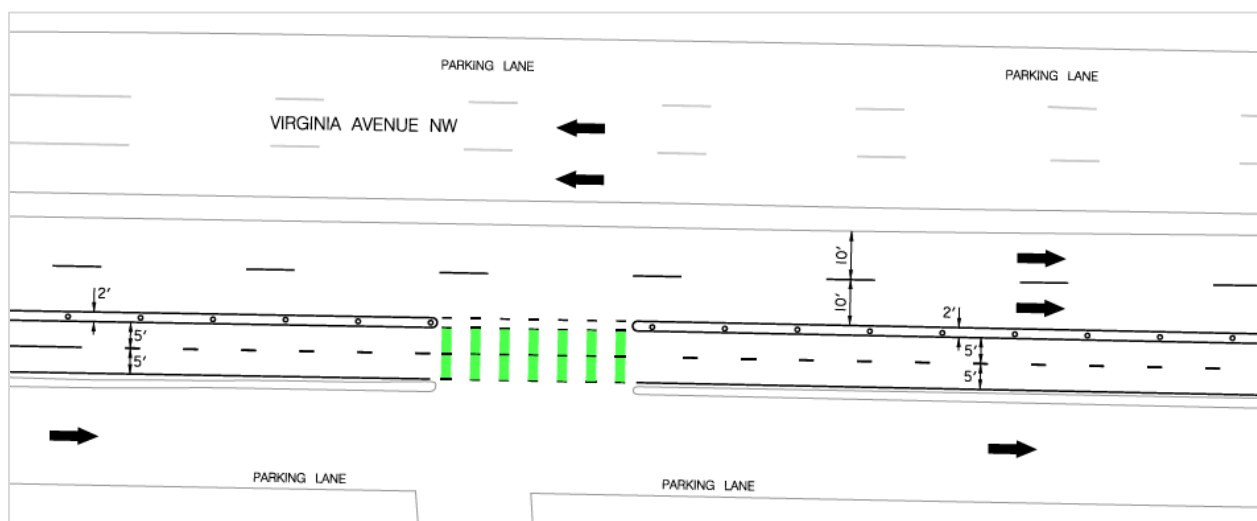 PARKING LANE
PARKING LANE
VIRGINIA AVENUE NW
10'
10'
2'
2'
5'
5'
5'
5'
PARKING LANE
PARKING LANE